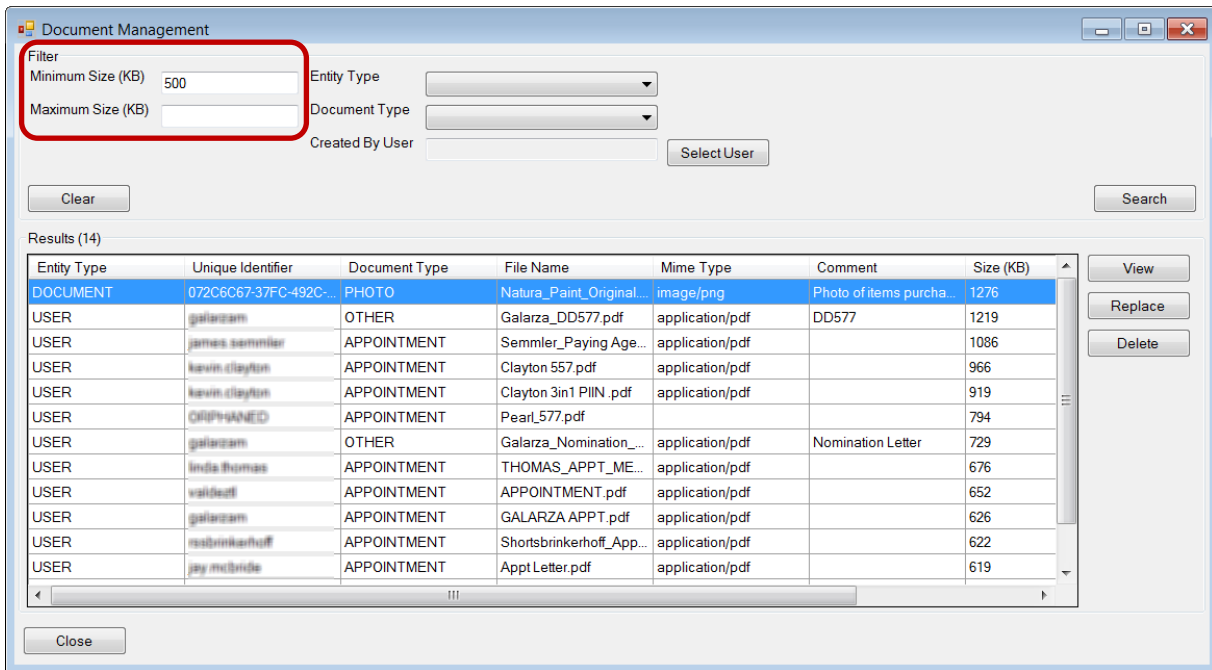 Document Management
Filter
Minimum Size (KB) 500 Entity Type
Maximum Size (KB) Document Type
Created By User Select User
Clear Search
Results (14)
Entity Type Unique Identifier Document Type File Name Mime Type Comment Size (KB) View
DOCUMENT 072C6C67-37FC-492C-... PHOTO Natura_Paint_Original.... image/png Photo of items purcha... 1276
Replace
USER OTHER Galarza_DD577.pdf application/pdf DD577 1219
USER APPOINTMENT Semmler_Paying Age... application/pdf 1086 Delete
USER APPOINTMENT Clayton 557.pdf application/pdf 966
USER APPOINTMENT Clayton 3in1 PIIN .pdf application/pdf 919
USER APPOINTMENT Pearl_577.pdf 794
USER OTHER Galarza_Nomination_... application/pdf Nomination Letter 729
USER APPOINTMENT THOMAS_APPT_ME... application/pdf 676
USER APPOINTMENT APPOINTMENT.pdf application/pdf 652
USER APPOINTMENT GALARZA APPT.pdf application/pdf 626
USER APPOINTMENT Shortsbrinkerhoff_App... application/pdf 622
USER APPOINTMENT Appt Letter.pdf application/pdf 619
Close